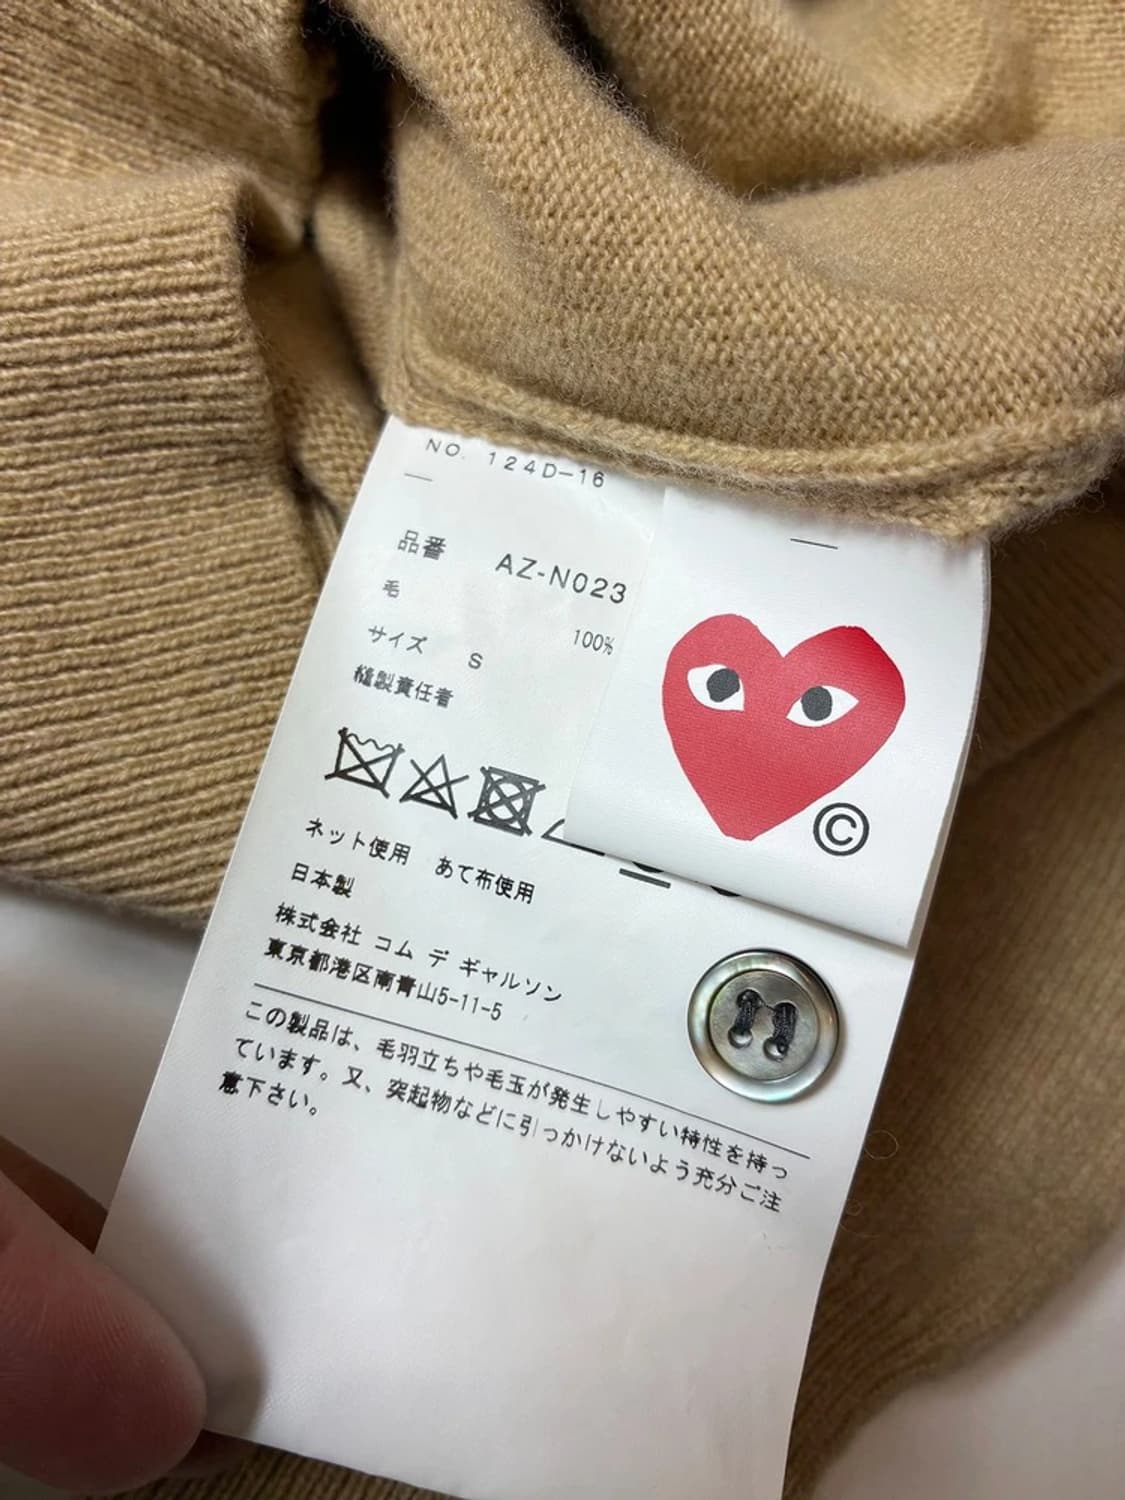 NO. 124D-16
品番 AZ-N023
毛 100%
サイズ S
縫製責任者
ネット使用 あて布使用
日本製
株式会社 コム デ ギャルソン
東京都港区南青山5-11-5
この製品は、毛羽立ちや毛玉が発生しやすい特性を持っ
ています。又、突起物などに引っかけないよう充分ご注
意下さい。
©